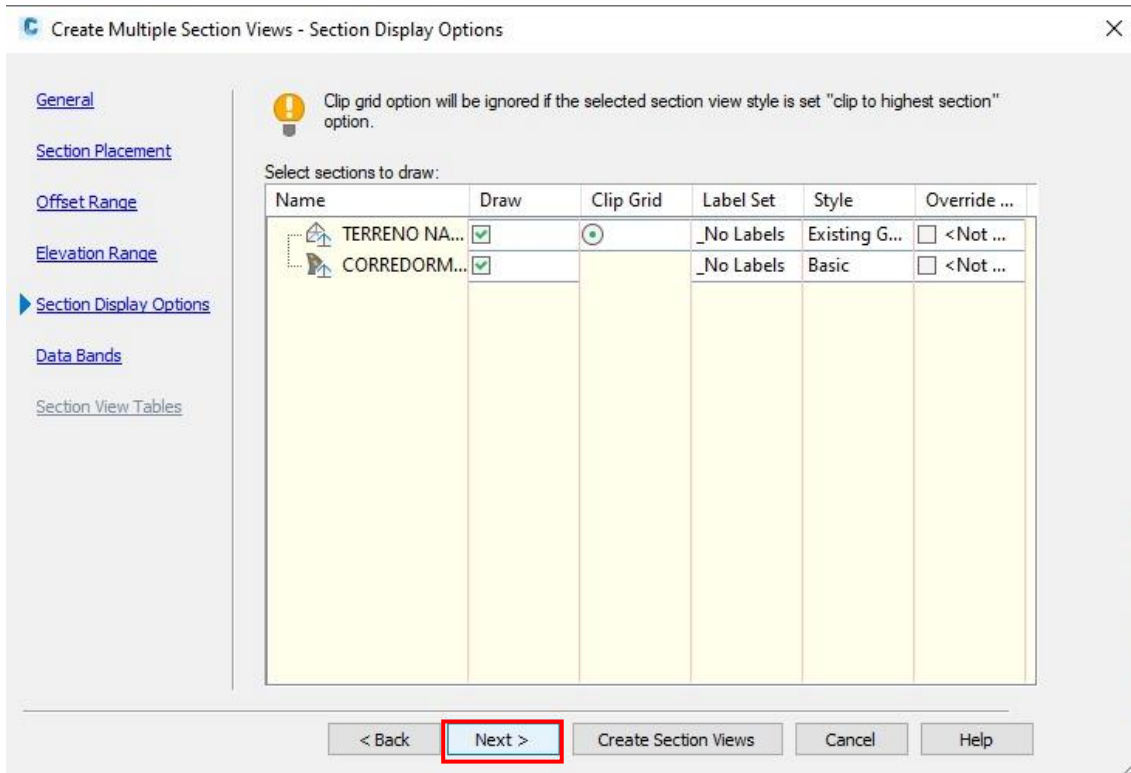 Create Multiple Section Views - Section Display Options
General
Section Placement
Offset Range
Elevation Range
Section Display Options
Data Bands
Section View Tables
Clip grid option will be ignored if the selected section view style is set "clip to highest section"
option.
Select sections to draw:
Name Draw Clip Grid Label Set Style Override ...
TERRENO NA... _No Labels Existing G... <Not ...
CORREDORM... _No Labels Basic <Not ...
< Back Next > Create Section Views Cancel Help